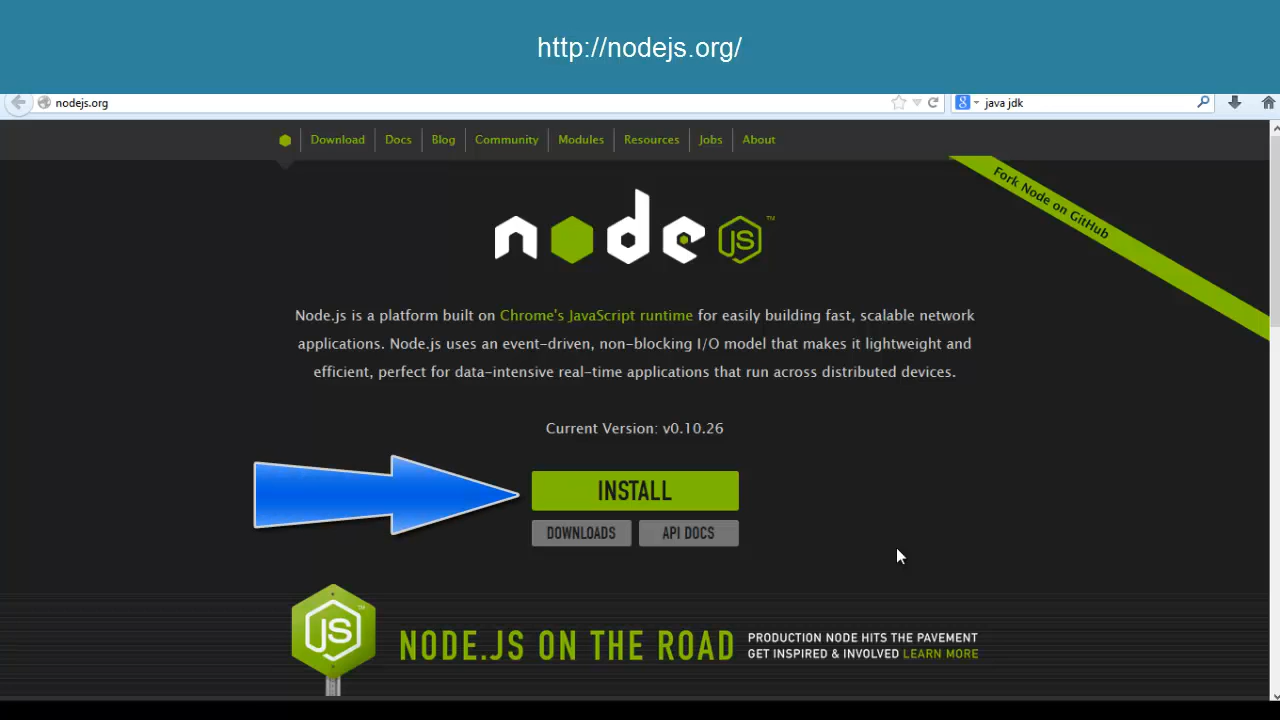 http://nodejs.org/
nodejs.org
8
java jdk
Download
Docs
Blog
Community
Modules
Resources
Jobs
About
Fork Node on GitHub
node JS™
Node.js is a platform built on Chrome's JavaScript runtime for easily building fast, scalable network
applications. Node.js uses an event-driven, non-blocking I/O model that makes it lightweight and
efficient, perfect for data-intensive real-time applications that run across distributed devices.
Current Version: v0.10.26
INSTALL
DOWNLOADS
API DOCS
JS™
NODE.JS ON THE ROAD
PRODUCTION NODE HITS THE PAVEMENT
GET INSPIRED & INVOLVED LEARN MORE